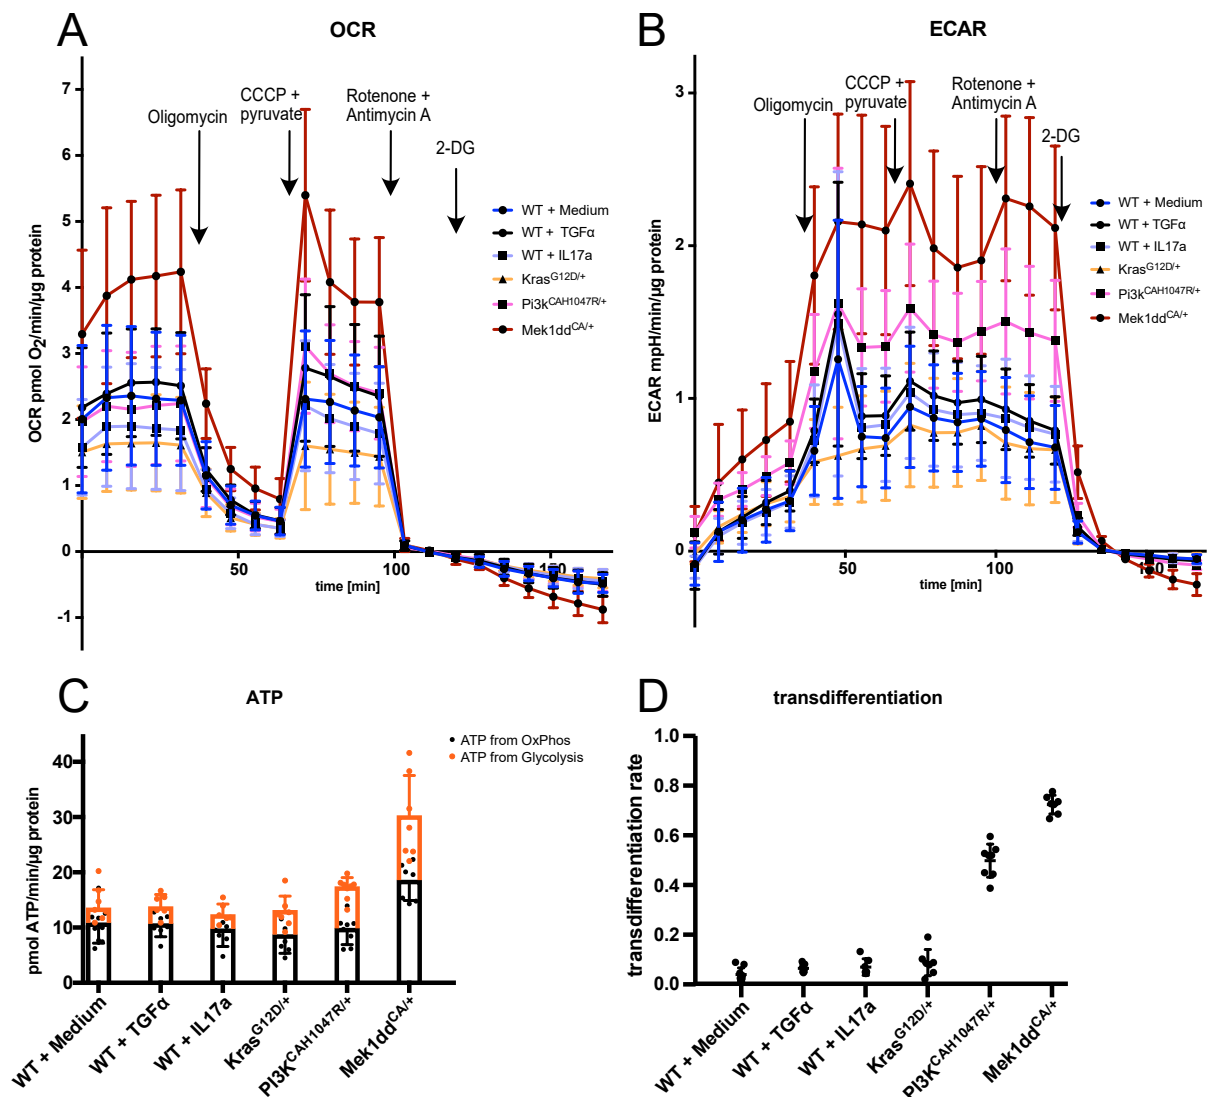 A
OCR
OCR pmol O2/min/µg protein
7
6
5
4
3
2
1
0
-1
50
100
150
time [min]
Oligomycin
CCCP +
pyruvate
Rotenone +
Antimycin A
2-DG
WT + Medium
WT + TGFα
WT + IL17a
KrasG12D/+
Pi3kCAH1047R/+
Mek1ddCA/+
B
ECAR
ECAR mpH/min/µg protein
3
2
1
0
50
100
150
time [min]
Oligomycin
CCCP +
pyruvate
Rotenone +
Antimycin A
2-DG
WT + Medium
WT + TGFα
WT + IL17a
KrasG12D/+
Pi3kCAH1047R/+
Mek1ddCA/+
C
ATP
pmol ATP/min/µg protein
40
30
20
10
0
ATP from OxPhos
ATP from Glycolysis
WT + Medium
WT + TGFα
WT + IL17a
KrasG12D/+
PI3KCAH1047R/+
Mek1ddCA/+
D
transdifferentiation
transdifferentiation rate
1.0
0.8
0.6
0.4
0.2
0.0
WT + Medium
WT + TGFα
WT + IL17a
KrasG12D/+
PI3KCAH1047R/+
Mek1ddCA/+